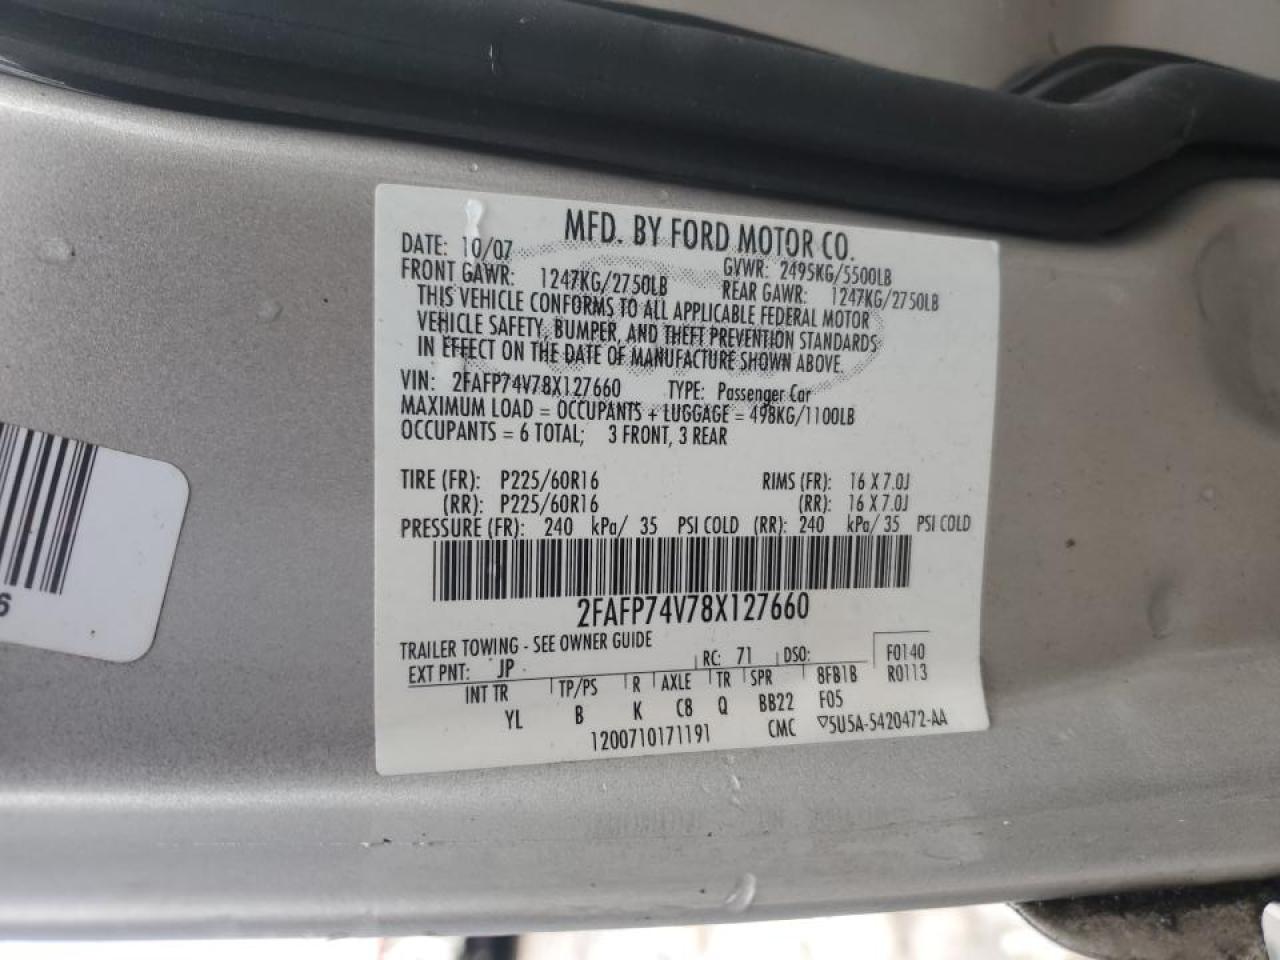 MFD. BY FORD MOTOR CO.
DATE: 10/07 GVWR: 2495KG/5500LB
FRONT GAWR: 1247KG/2750LB REAR GAWR: 1247KG/2750LB
THIS VEHICLE CONFORMS TO ALL APPLICABLE FEDERAL MOTOR
VEHICLE SAFETY, BUMPER, AND THEFT PREVENTION STANDARDS
IN EFFECT ON THE DATE OF MANUFACTURE SHOWN ABOVE.
VIN: 2FAFP74V78X127660 TYPE: Passenger Car
MAXIMUM LOAD = OCCUPANTS + LUGGAGE = 498KG/1100LB
OCCUPANTS = 6 TOTAL; 3 FRONT, 3 REAR
TIRE (FR): P225/60R16 RIMS (FR): 16 X 7.0J
(RR): P225/60R16 (RR): 16 X 7.0J
PRESSURE (FR): 240 kPa/ 35 PSI COLD (RR): 240 kPa/ 35 PSI COLD
2FAFP74V78X127660
TRAILER TOWING - SEE OWNER GUIDE
EXT PNT: JP RC: 71 DSO: F0140
R0113
INT TR TP/PS R AXLE TR SPR 8FB1B
YL B K C8 Q BB22 F05
1200710171191 CMC ▽5U5A-5420472-AA
6